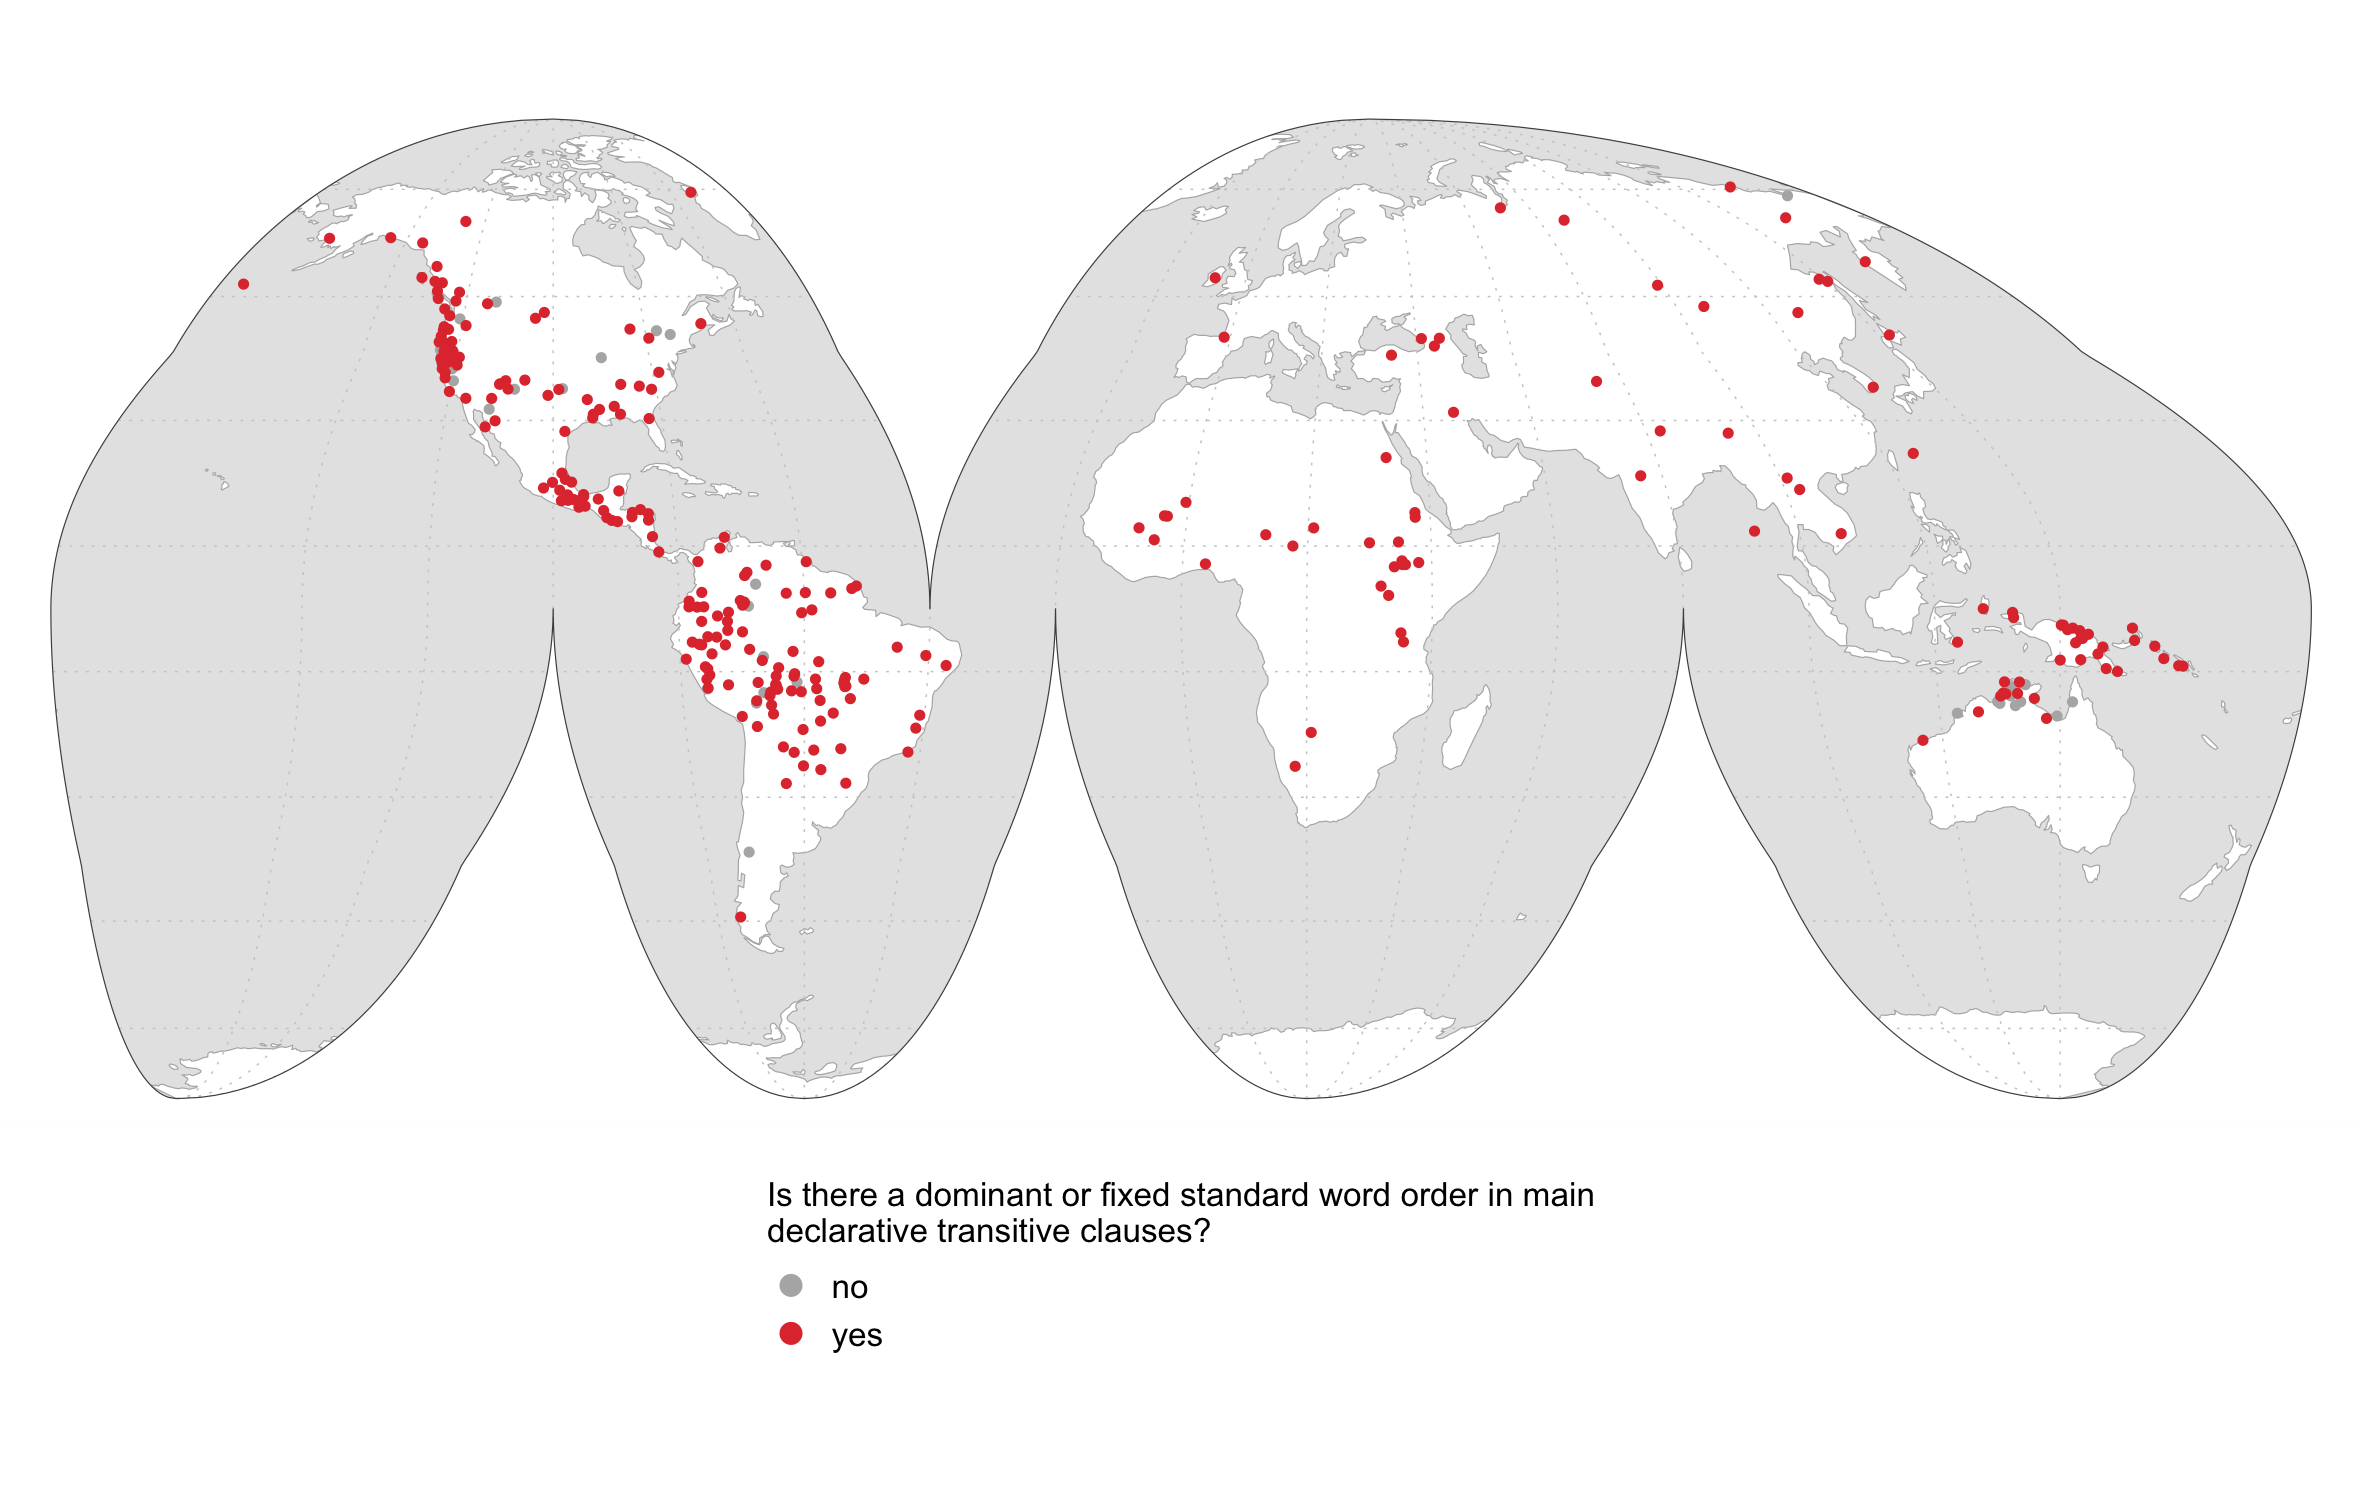 Is there a dominant or fixed standard word order in main
declarative transitive clauses?
no
yes